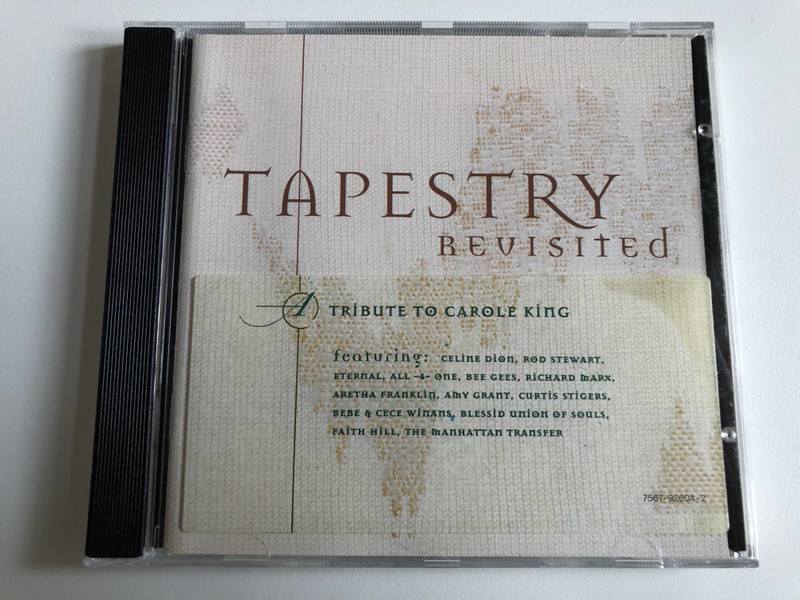 TAPESTRY
REVISITED
A TRIBUTE TO CAROLE KING
featuring: CELINE DION, ROD STEWART,
ETERNAL, ALL -4- ONE, BEE GEES, RICHARD MARX,
ARETHA FRANKLIN, AMY GRANT, CURTIS STIGERS,
BEBE & CECE WINANS, BLESSID UNION OF SOULS,
FAITH HILL, THE MANHATTAN TRANSFER
7567-92604-2